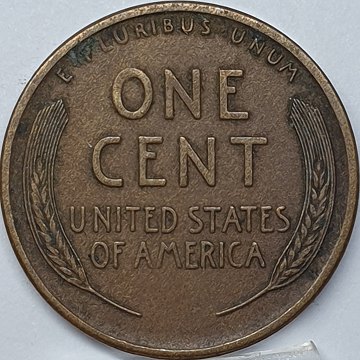 E PLURIBUS UNUM
ONE
CENT
UNITED STATES
OF AMERICA